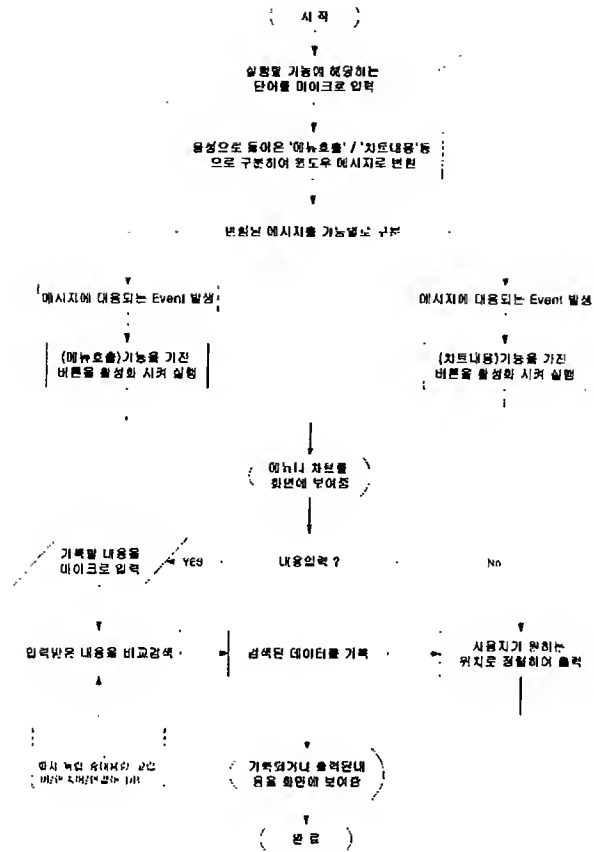 시 작
실행할 기능에 해당하는
단어를 마이크로 입력
음성으로 들어온 '메뉴호출' / '차트내용'등
으로 구분하여 윈도우 메시지로 변환
변환된 메시지를 기능별로 구분
메시지에 대응되는 Event 발생
메시지에 대응되는 Event 발생
(메뉴호출)기능을 가진
버튼을 활성화 시켜 실행
(차트내용)기능을 가진
버튼을 활성화 시켜 실행
메뉴나 차트를
화면에 보여줌
기록할 내용을
마이크로 입력
YES
내용입력 ?
No
입력받은 내용을 비교검색
검색된 데이터를 기록
사용자가 원하는
위치로 정렬하여 출력
기록되거나 출력된내
용을 화면에 보여줌
완 료